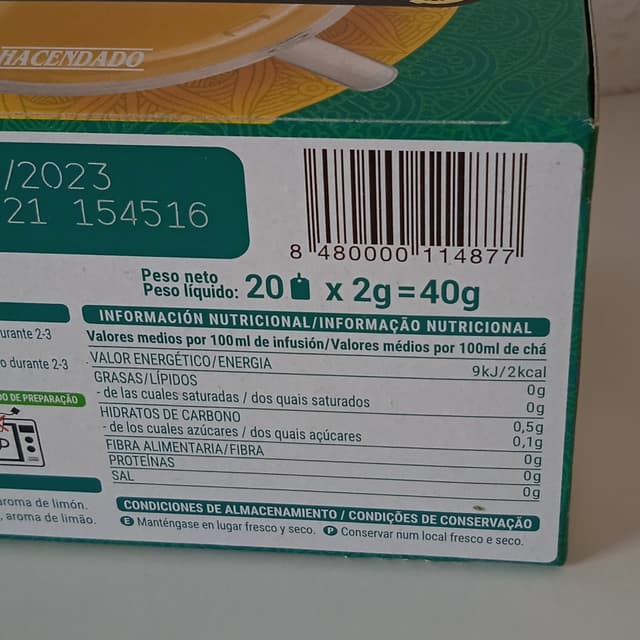 HACENDADO
/2023
21 154516
8 480000 114877
Peso neto
Peso líquido: 20 x 2g=40g
INFORMACIÓN NUTRICIONAL/INFORMAÇÃO NUTRICIONAL
Valores medios por 100ml de infusión/Valores médios por 100ml de chá
VALOR ENERGÉTICO/ENERGIA 9kJ/2kcal
GRASAS/LÍPIDOS 0g
- de las cuales saturadas / dos quais saturados 0g
HIDRATOS DE CARBONO 0,5g
- de los cuales azúcares / dos quais açúcares 0,1g
FIBRA ALIMENTARIA/FIBRA 0g
PROTEÍNAS 0g
SAL 0g
CONDICIONES DE ALMACENAMIENTO / CONDIÇÕES DE CONSERVAÇÃO
E Manténgase en lugar fresco y seco. P Conservar num local fresco e seco.
urante 2-3
o durante 2-3
DO DE PREPARAÇÃO
aroma de limón.
, aroma de limão.